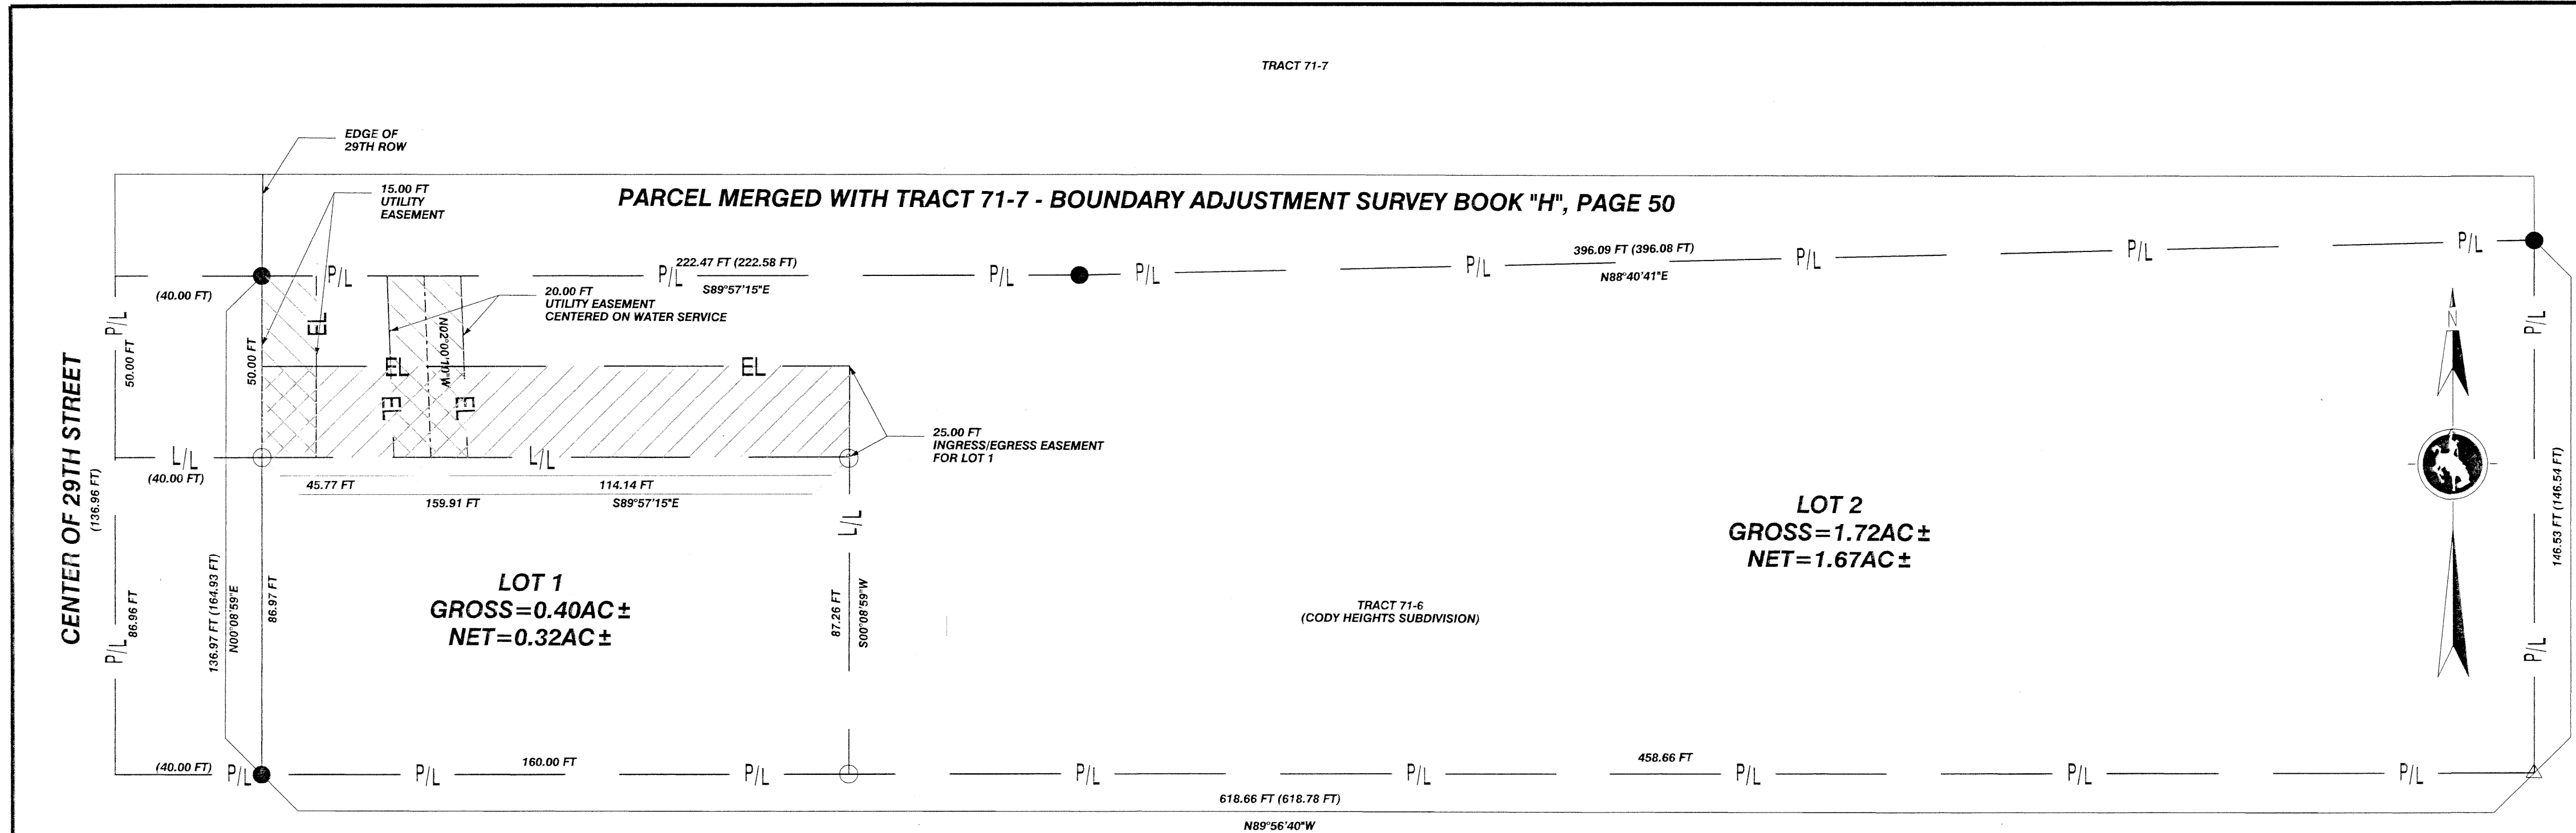 TRACT 71-7
EDGE OF
29TH ROW
15.00 FT
UTILITY
EASEMENT
PARCEL MERGED WITH TRACT 71-7 - BOUNDARY ADJUSTMENT SURVEY BOOK "H", PAGE 50
222.47 FT (222.58 FT)
P/L
P/L
S89°57'15"E
P/L
P/L
396.09 FT (396.08 FT)
P/L
N88°40'41"E
P/L
P/L
P/L
(40.00 FT)
20.00 FT
UTILITY EASEMENT
CENTERED ON WATER SERVICE
P/L
50.00 FT
50.00 FT
EL
N02°00'10"W
EL
EL
EL
EL
N
P/L
25.00 FT
INGRESS/EGRESS EASEMENT
FOR LOT 1
L/L
(40.00 FT)
L/L
45.77 FT
114.14 FT
159.91 FT
S89°57'15"E
L/L
CENTER OF 29TH STREET
(136.96 FT)
P/L
86.96 FT
136.97 FT (164.93 FT)
N00°08'59"E
86.97 FT
LOT 1
GROSS=0.40AC±
NET=0.32AC±
87.26 FT
S00°08'59"W
LOT 2
GROSS=1.72AC±
NET=1.67AC±
TRACT 71-6
(CODY HEIGHTS SUBDIVISION)
146.53 FT (146.54 FT)
P/L
(40.00 FT)
P/L
P/L
160.00 FT
P/L
P/L
P/L
458.66 FT
P/L
P/L
P/L
618.66 FT (618.78 FT)
N89°56'40"W